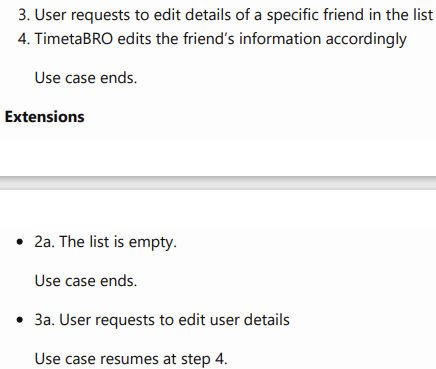 3. User requests to edit details of a specific friend in the list
4. TimetaBRO edits the friend's information accordingly
Use case ends.
Extensions
• 2a. The list is empty.
Use case ends.
• 3a. User requests to edit user details
Use case resumes at step 4.